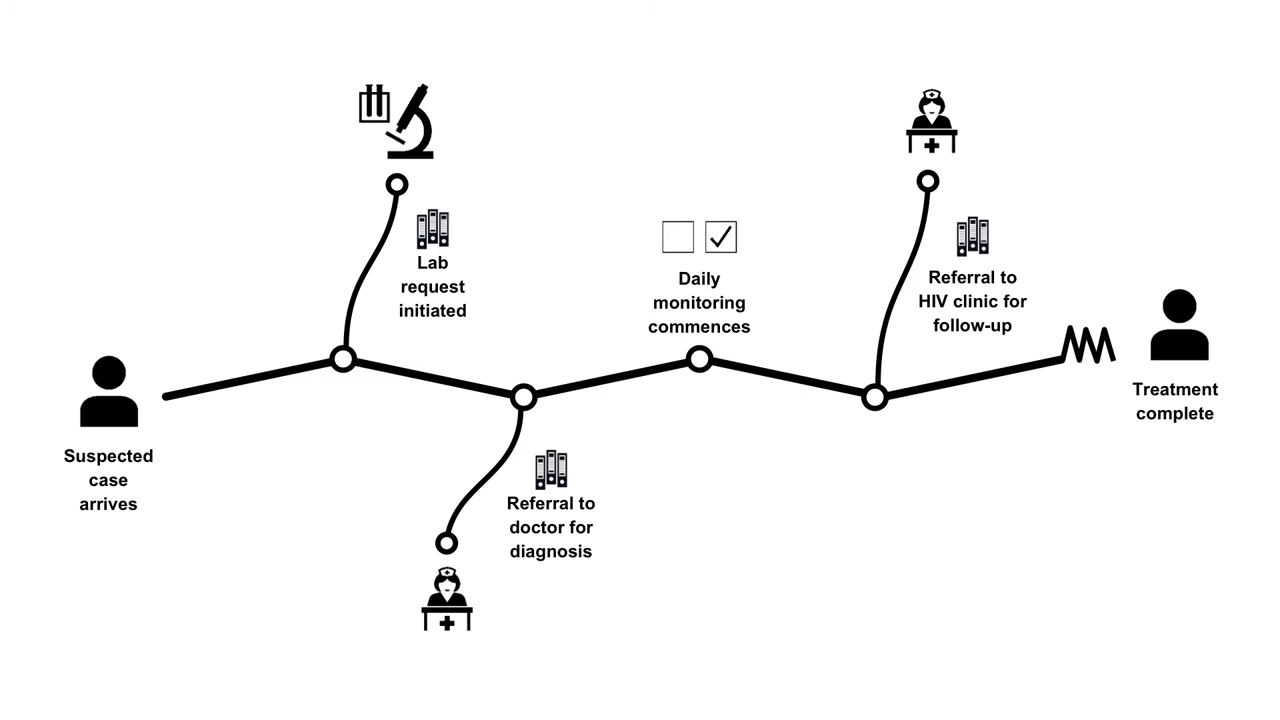 Suspected
case
arrives
Lab
request
initiated
Referral to
doctor for
diagnosis
Daily
monitoring
commences
Referral to
HIV clinic for
follow-up
Treatment
complete